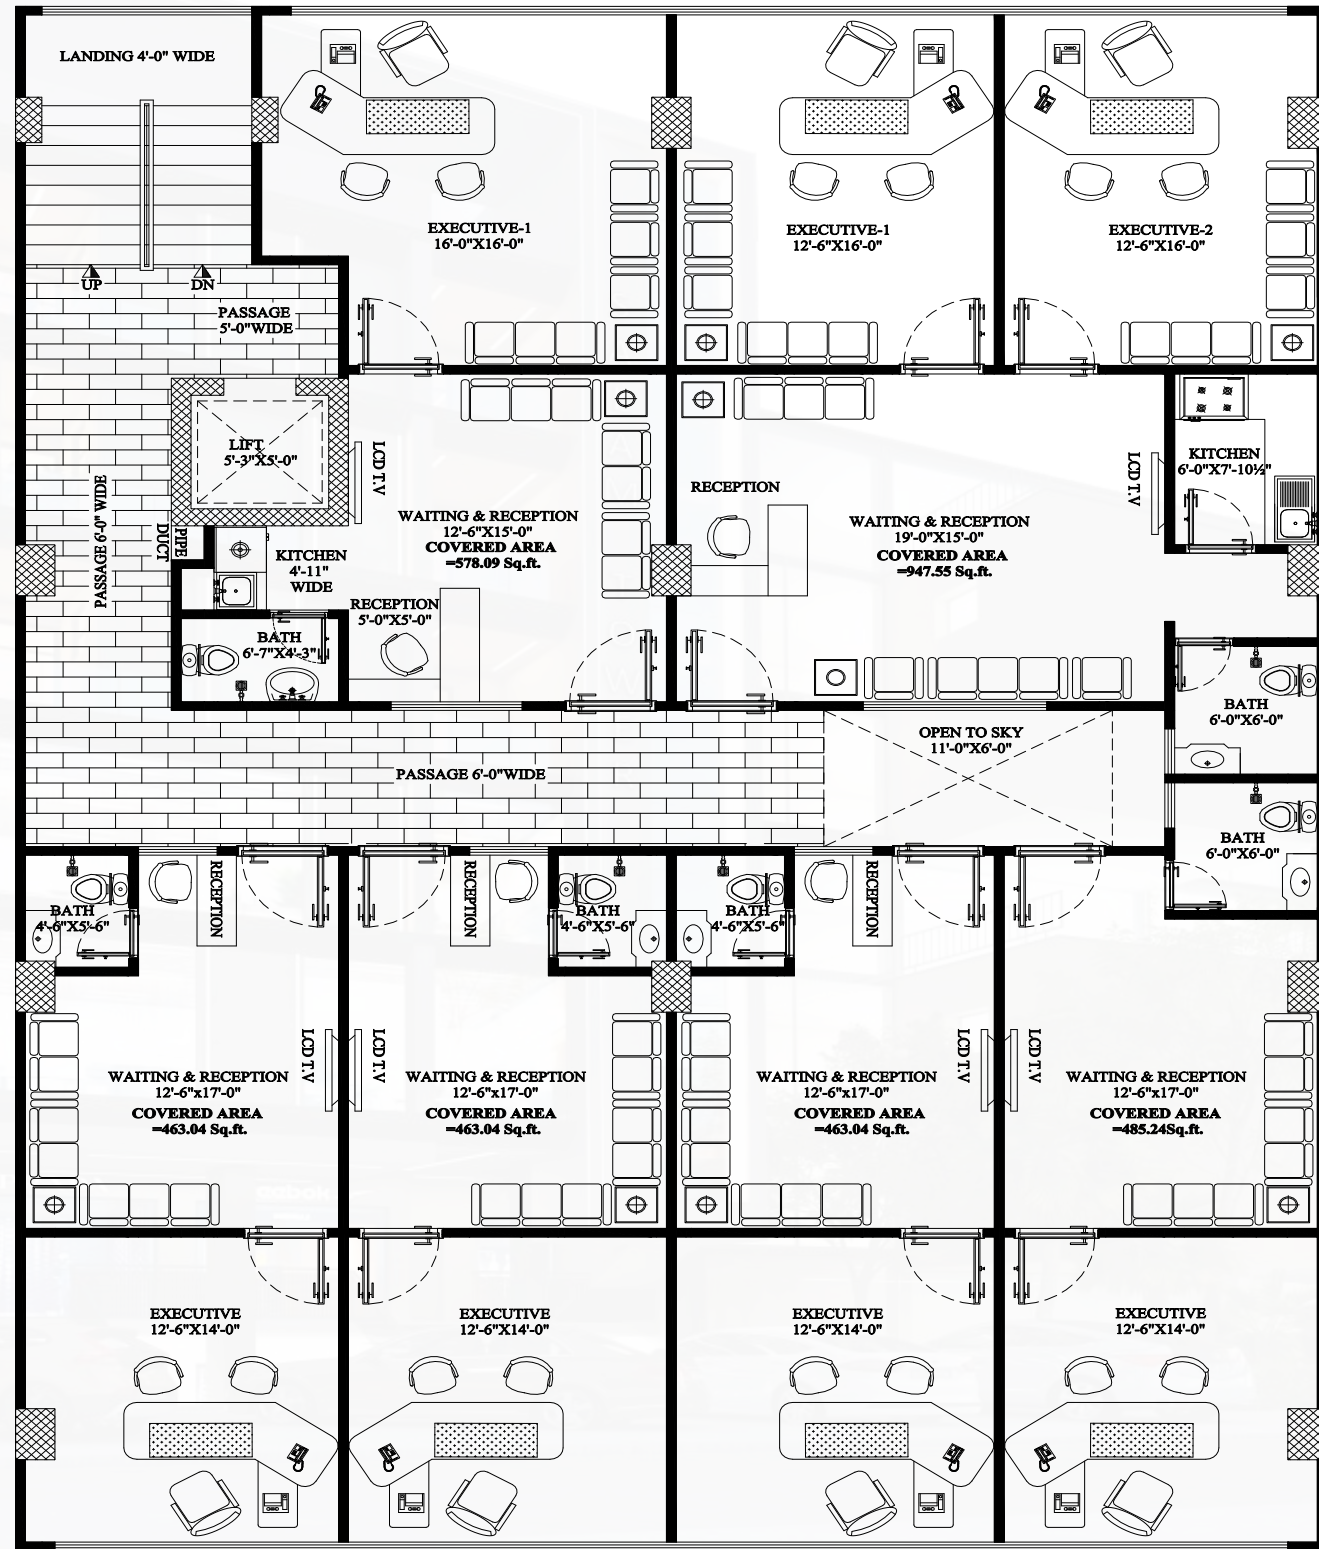 LANDING 4'-0" WIDE
EXECUTIVE-1
16'-0"X16'-0"
EXECUTIVE-1
12'-6"X16'-0"
EXECUTIVE-2
12'-6"X16'-0"
UP
DN
PASSAGE
5'-0"WIDE
LIFT
5'-3"X5'-0"
LCD T.V
WAITING & RECEPTION
12'-6"X15'-0"
COVERED AREA
=578.09 Sq.ft.
RECEPTION
WAITING & RECEPTION
19'-0"X15'-0"
COVERED AREA
=947.55 Sq.ft.
LCD T.V
KITCHEN
6'-0"X7'-10½"
PASSAGE 6'-0" WIDE
PIPE
DUCT
KITCHEN
4'-11"
WIDE
RECEPTION
5'-0"X5'-0"
BATH
6'-7"X4'-3"
BATH
6'-0"X6'-0"
OPEN TO SKY
11'-0"X6'-0"
PASSAGE 6'-0"WIDE
BATH
6'-0"X6'-0"
BATH
4'-6"X5'-6"
RECEPTION
RECEPTION
BATH
4'-6"X5'-6"
BATH
4'-6"X5'-6"
RECEPTION
LCD T.V
LCD T.V
LCD T.V
LCD T.V
WAITING & RECEPTION
12'-6"x17'-0"
COVERED AREA
=463.04 Sq.ft.
WAITING & RECEPTION
12'-6"x17'-0"
COVERED AREA
=463.04 Sq.ft.
WAITING & RECEPTION
12'-6"x17'-0"
COVERED AREA
=463.04 Sq.ft.
WAITING & RECEPTION
12'-6"x17'-0"
COVERED AREA
=485.24Sq.ft.
EXECUTIVE
12'-6"X14'-0"
EXECUTIVE
12'-6"X14'-0"
EXECUTIVE
12'-6"X14'-0"
EXECUTIVE
12'-6"X14'-0"